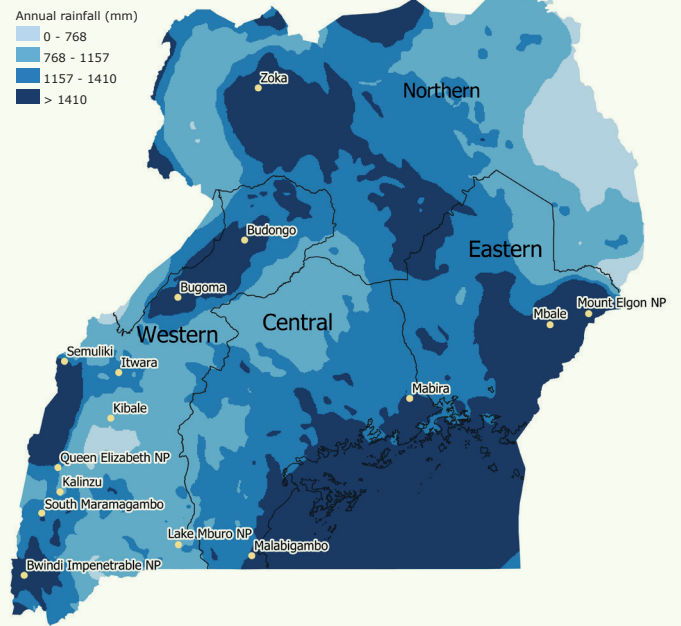 Annual rainfall (mm)
0 - 768
768 - 1157
1157 - 1410
> 1410
Zoka
Northern
Budongo
Eastern
Bugoma
Mount Elgon NP
Mbale
Central
Western
Semuliki
Itwara
Mabira
Kibale
Queen Elizabeth NP
Kalinzu
South Maramagambo
Lake Mburo NP
Malabigambo
Bwindi Impenetrable NP